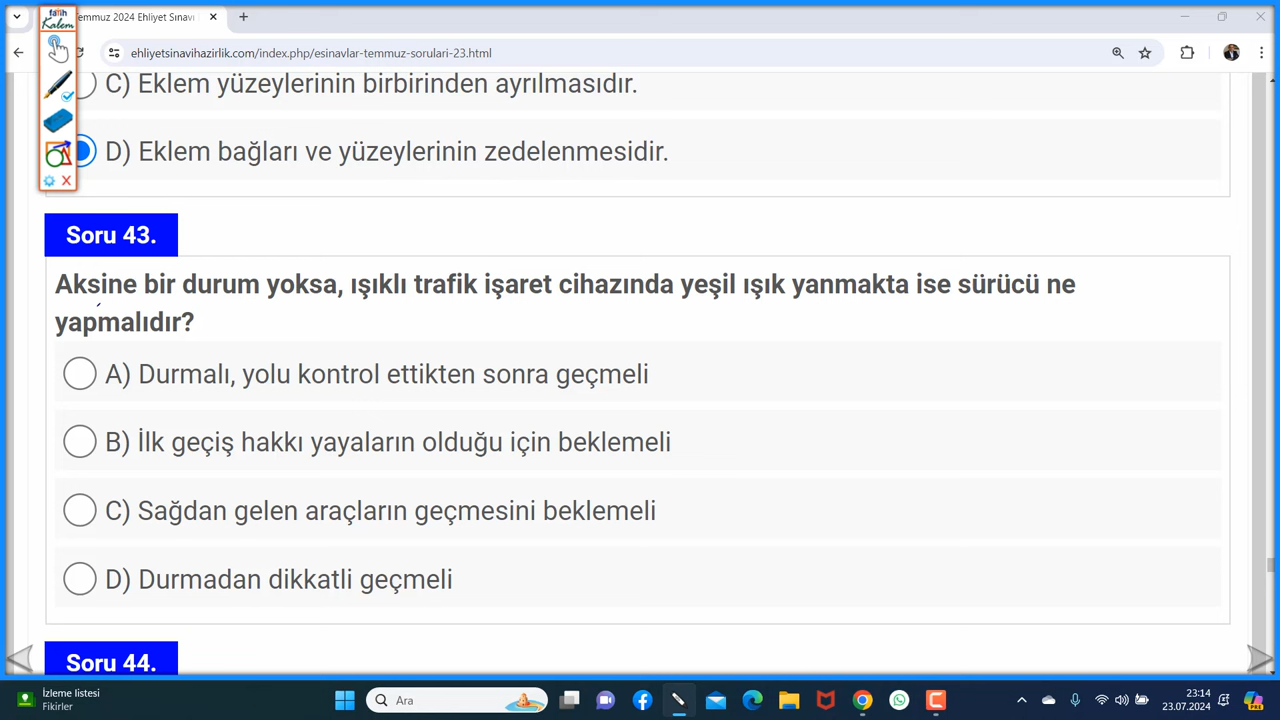 fatih
Kalem
emmuz 2024 Ehliyet Sınavı
ehliyetsinavihazirlik.com/index.php/esinavlar-temmuz-sorulari-23.html
C) Eklem yüzeylerinin birbirinden ayrılmasıdır.
D) Eklem bağları ve yüzeylerinin zedelenmesidir.
Soru 43.
Aksine bir durum yoksa, ışıklı trafik işaret cihazında yeşil ışık yanmakta ise sürücü ne
yapmalıdır?
A) Durmalı, yolu kontrol ettikten sonra geçmeli
B) İlk geçiş hakkı yayaların olduğu için beklemeli
C) Sağdan gelen araçların geçmesini beklemeli
D) Durmadan dikkatli geçmeli
Soru 44.
İzleme listesi
Fikirler
Ara
23:14
23.07.2024
PRE